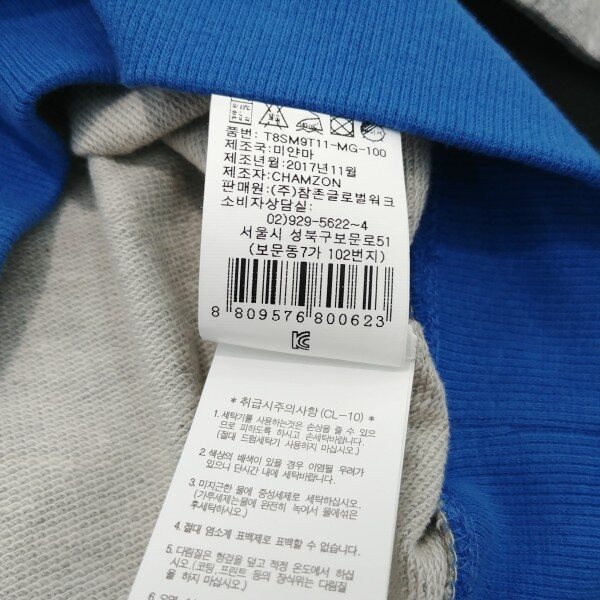 품번: T8SM9T11-MG-100
제조국: 미얀마
제조년월: 2017년11월
제조자: CHAMZON
판매원: (주)참존글로벌워크
소비자상담실:
02)929-5622~4
서울시 성북구보문로51
(보문동7가 102번지)
8 809576 800623
* 취급시주의사항(CL-10) *
1. 세탁기를 사용하는것은 손상을 줄 수 있으
므로 피하도록 하시고 손세탁바랍니다.
(절대 드럼세탁기 사용하지 마십시오.)
2. 색상의 배색이 있을 경우 이염될 우려가
있으니 단시간 내에 세탁바랍니다.
3. 미지근한 물에 중성세제로 세탁하십시오.
(가루세제는물에 완전히 녹여서 물에섞은
후세탁하십시오.)
4. 절대 염소계 표백제로 표백할 수 없습니다.
5. 다림질은 헝겊을 덮고 적정 온도에서 하십
시오.(코팅,프린트 등의 장식위는 다림질
을 하지 마십시오.)